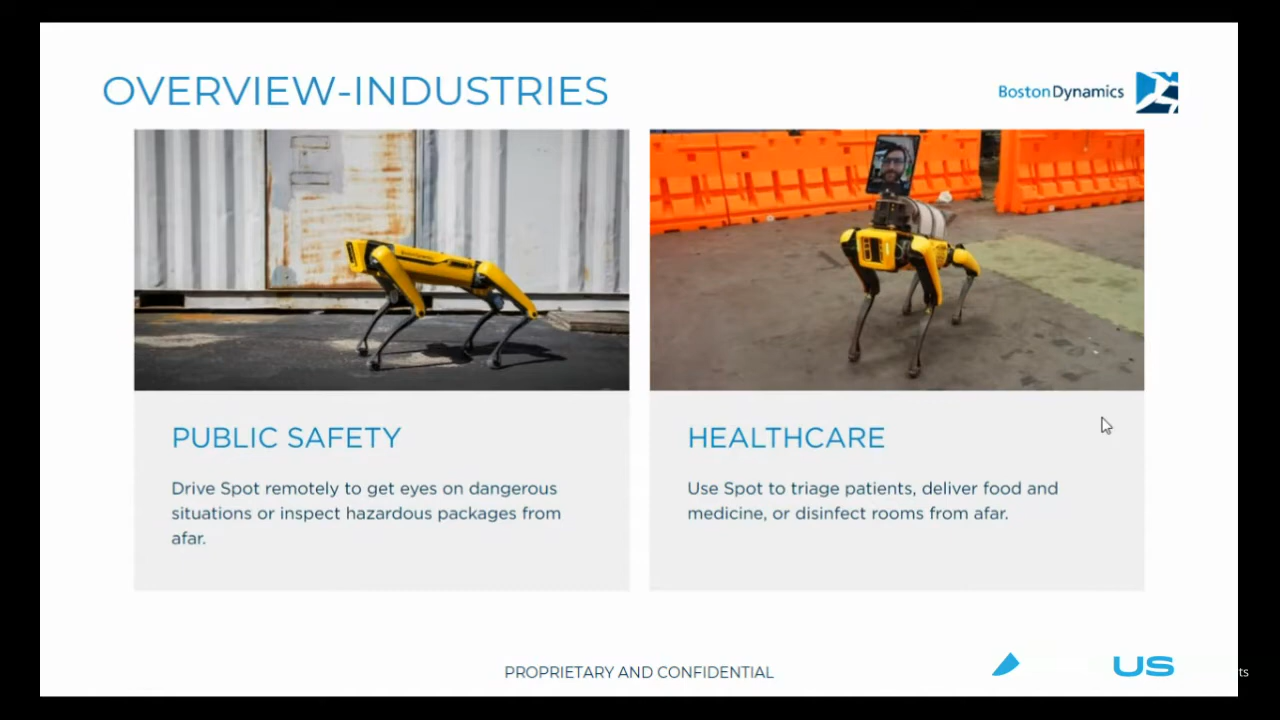 OVERVIEW-INDUSTRIES
BostonDynamics
PUBLIC SAFETY
Drive Spot remotely to get eyes on dangerous
situations or inspect hazardous packages from
afar.
HEALTHCARE
Use Spot to triage patients, deliver food and
medicine, or disinfect rooms from afar.
PROPRIETARY AND CONFIDENTIAL
US
ts